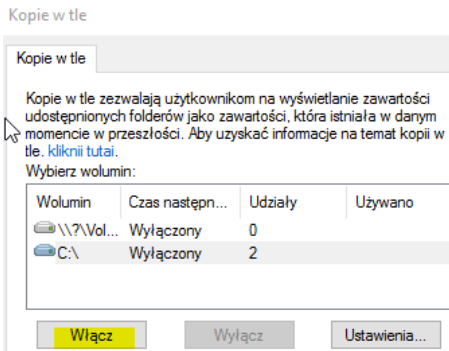 Kopie w tle
Kopie w tle
Kopie w tle zezwalają użytkownikom na wyświetlanie zawartości
udostępnionych folderów jako zawartości, która istniała w danym
momencie w przeszłości. Aby uzyskać informacje na temat kopii w
tle. kliknij tutaj.
Wybierz wolumin:
Wolumin Czas następn... Udziały Używano
\\?\Vol... Wyłączony 0
C:\ Wyłączony 2
Włącz Wyłącz Ustawienia...